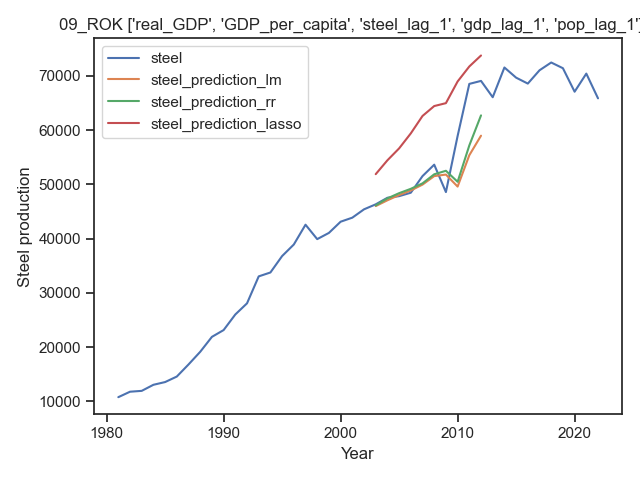 09_ROK ['real_GDP', 'GDP_per_capita', 'steel_lag_1', 'gdp_lag_1', 'pop_lag_1']
steel
steel_prediction_lm
steel_prediction_rr
steel_prediction_lasso
Steel production
70000
60000
50000
40000
30000
20000
10000
1980 1990 2000 2010 2020
Year